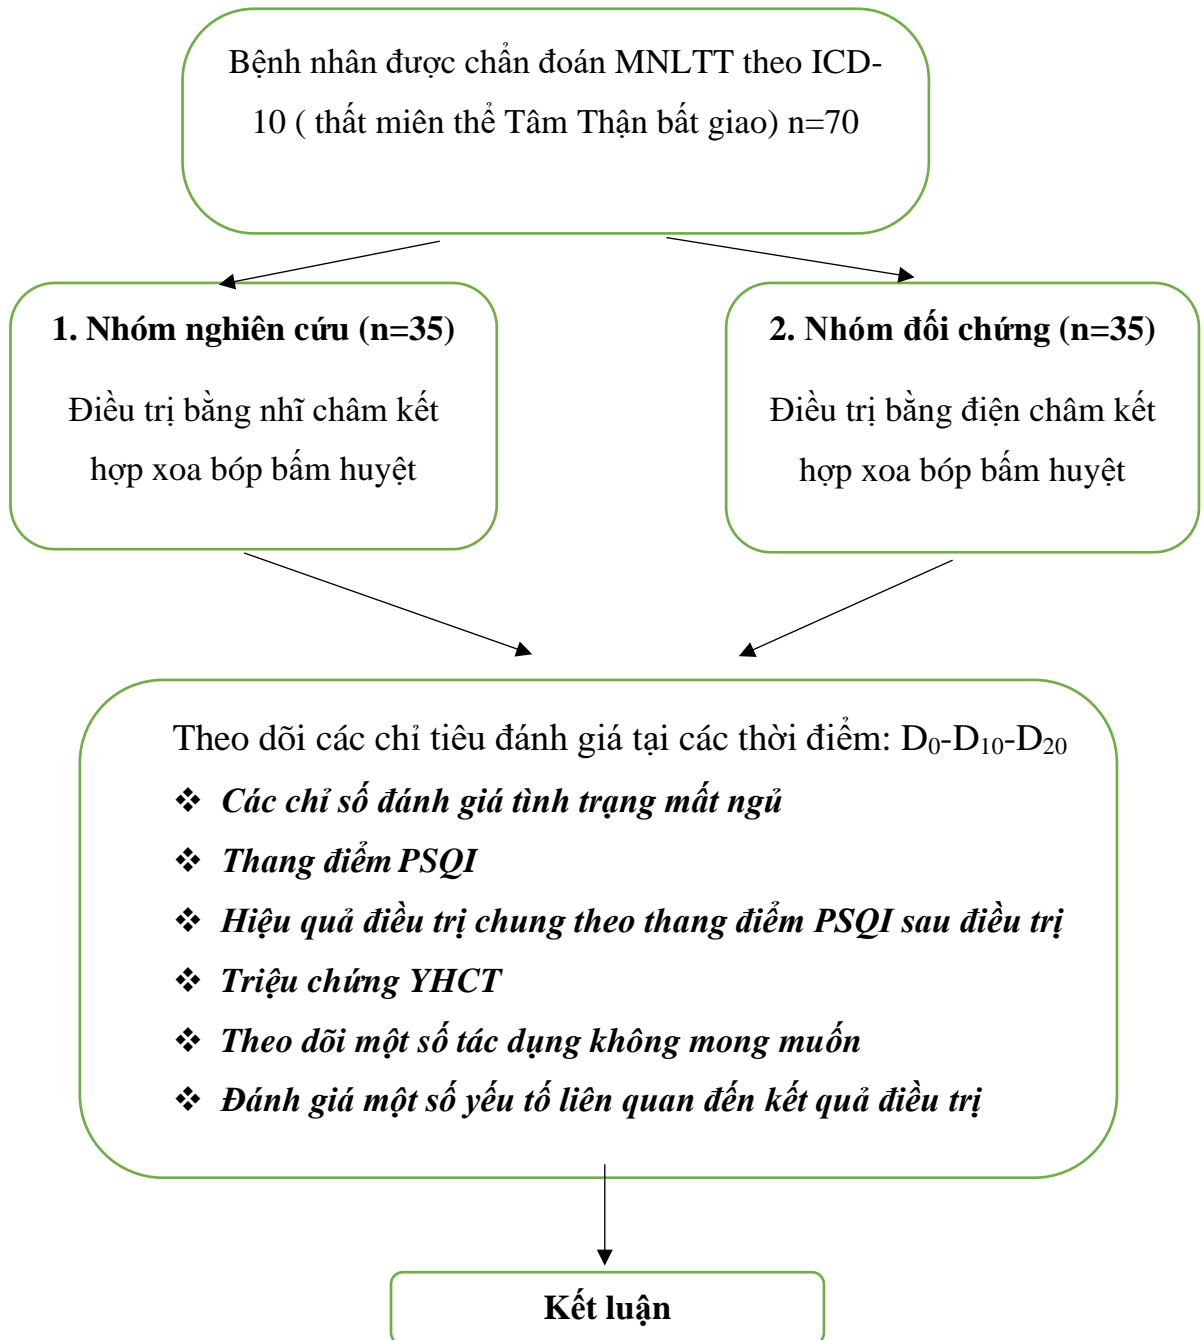 Bệnh nhân được chẩn đoán MNLTT theo ICD-
10 ( thất miên thể Tâm Thận bất giao) n=70
1. Nhóm nghiên cứu (n=35)
Điều trị bằng nhĩ châm kết
hợp xoa bóp bấm huyệt
2. Nhóm đối chứng (n=35)
Điều trị bằng điện châm kết
hợp xoa bóp bấm huyệt
Theo dõi các chỉ tiêu đánh giá tại các thời điểm: D₀-D₁₀-D₂₀
❖ Các chỉ số đánh giá tình trạng mất ngủ
❖ Thang điểm PSQI
❖ Hiệu quả điều trị chung theo thang điểm PSQI sau điều trị
❖ Triệu chứng YHCT
❖ Theo dõi một số tác dụng không mong muốn
❖ Đánh giá một số yếu tố liên quan đến kết quả điều trị
Kết luận